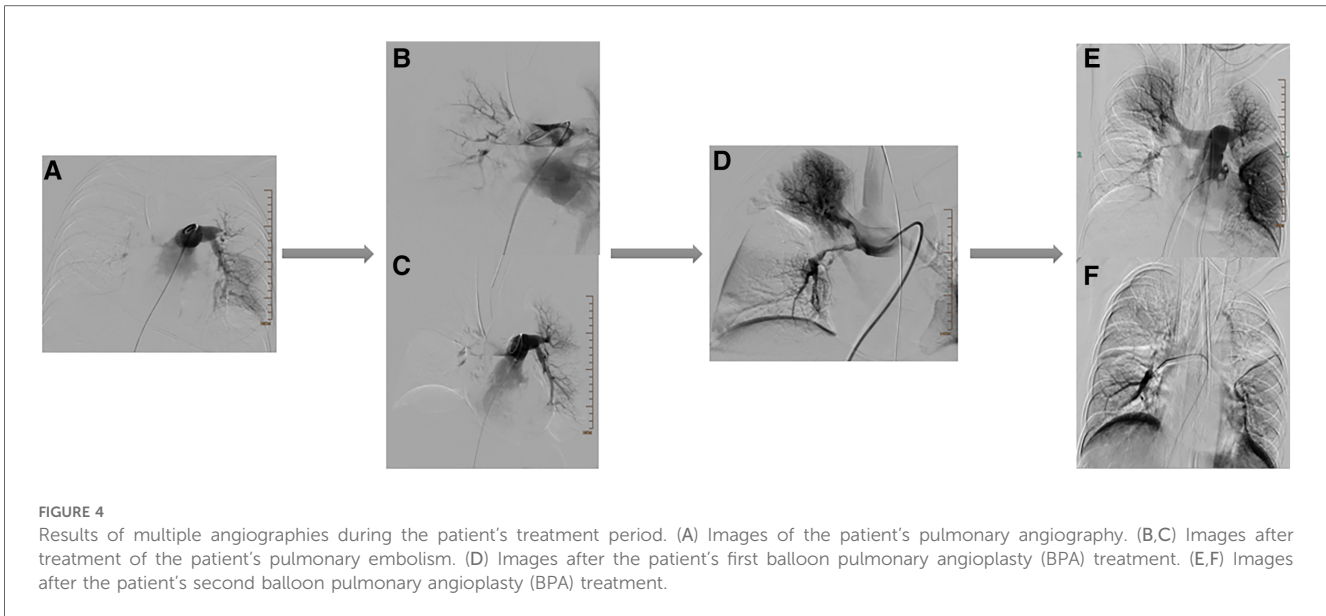 A
B
C
D
E
F
FIGURE 4
Results of multiple angiographies during the patient's treatment period. (A) Images of the patient's pulmonary angiography. (B,C) Images after
treatment of the patient's pulmonary embolism. (D) Images after the patient's first balloon pulmonary angioplasty (BPA) treatment. (E,F) Images
after the patient's second balloon pulmonary angioplasty (BPA) treatment.